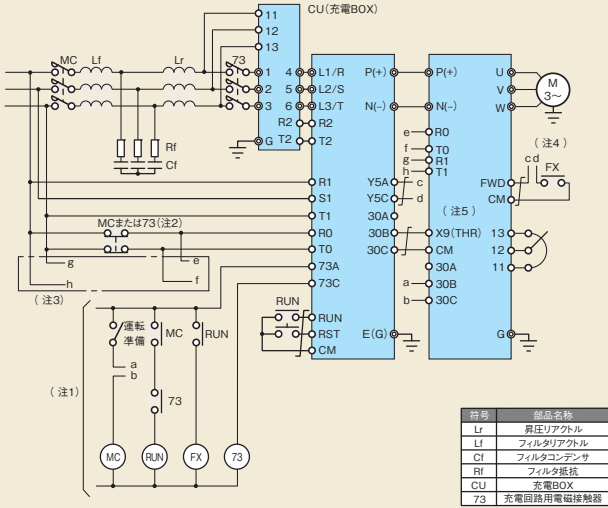 CU(充電BOX)
11
12
13
MC Lf Lr 73
1 4 L1/R P(+) P(+) U
2 5 L2/S V
3 6 L3/T N(-) N(-) W
M
3~
R2 R2
G T2 T2
Rf
Cf
e R0
f T0
g R1
h T1
(注4)
c d FX
R1 Y5A c FWD
S1 Y5C d CM
T1 30A
(注5)
MCまたは73(注2)
R0 30B X9(THR) 13
T0 30C CM 12
g e 73A 30A 11
h f 73C a 30B
(注3)
b 30C
RUN
RUN
RST E(G) G
CM
運転
準備
MC RUN
a
b
(注1)
73
MC RUN FX 73
符号 部品名称
Lr 昇圧リアクトル
Lf フィルタリアクトル
Cf フィルタコンデンサ
Rf フィルタ抵抗
CU 充電BOX
73 充電回路用電磁接触器